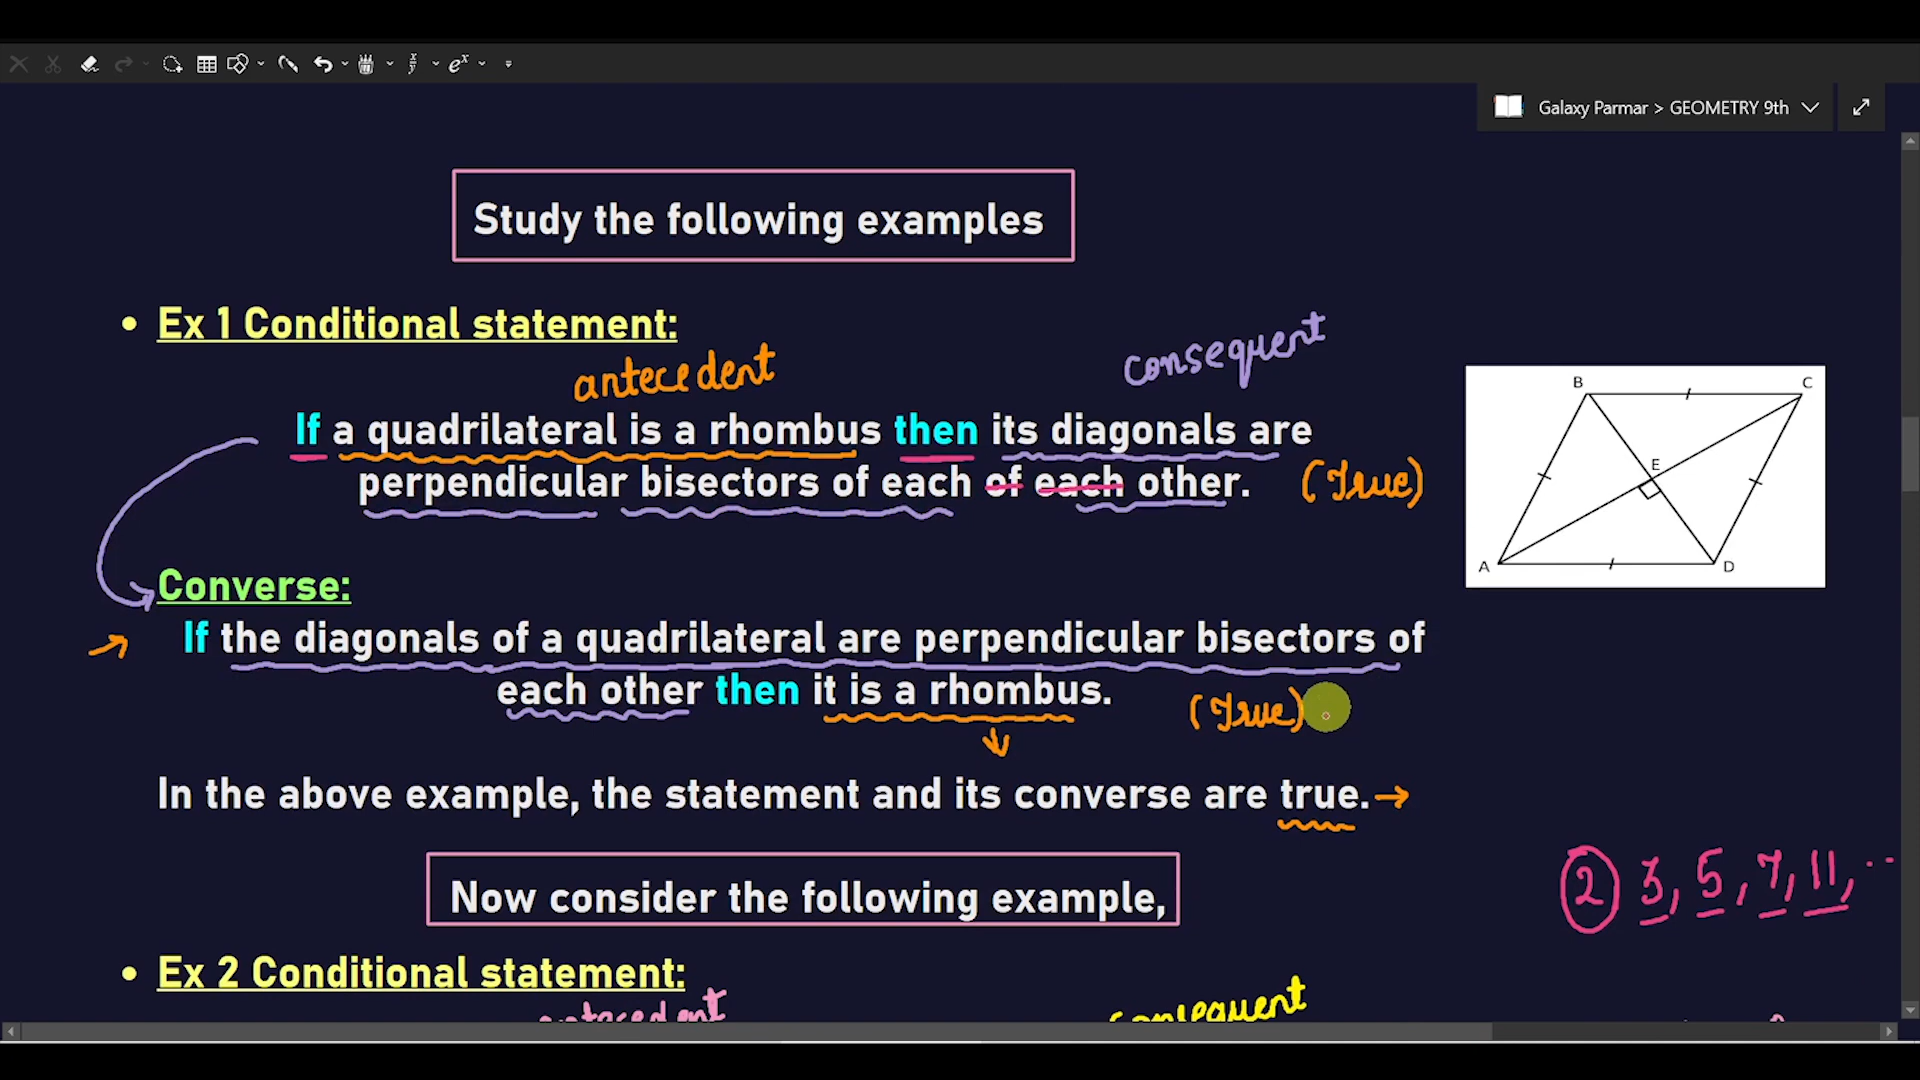 Galaxy Parmar > GEOMETRY 9th
Study the following examples
• Ex 1 Conditional statement:
antecedent
consequent
If a quadrilateral is a rhombus then its diagonals are
perpendicular bisectors of each of each other. (True)
B
C
E
A
D
Converse:
If the diagonals of a quadrilateral are perpendicular bisectors of
each other then it is a rhombus.
(True)
In the above example, the statement and its converse are true.
2 3, 5, 7, 11, ..
Now consider the following example,
• Ex 2 Conditional statement:
antecedent
consequent